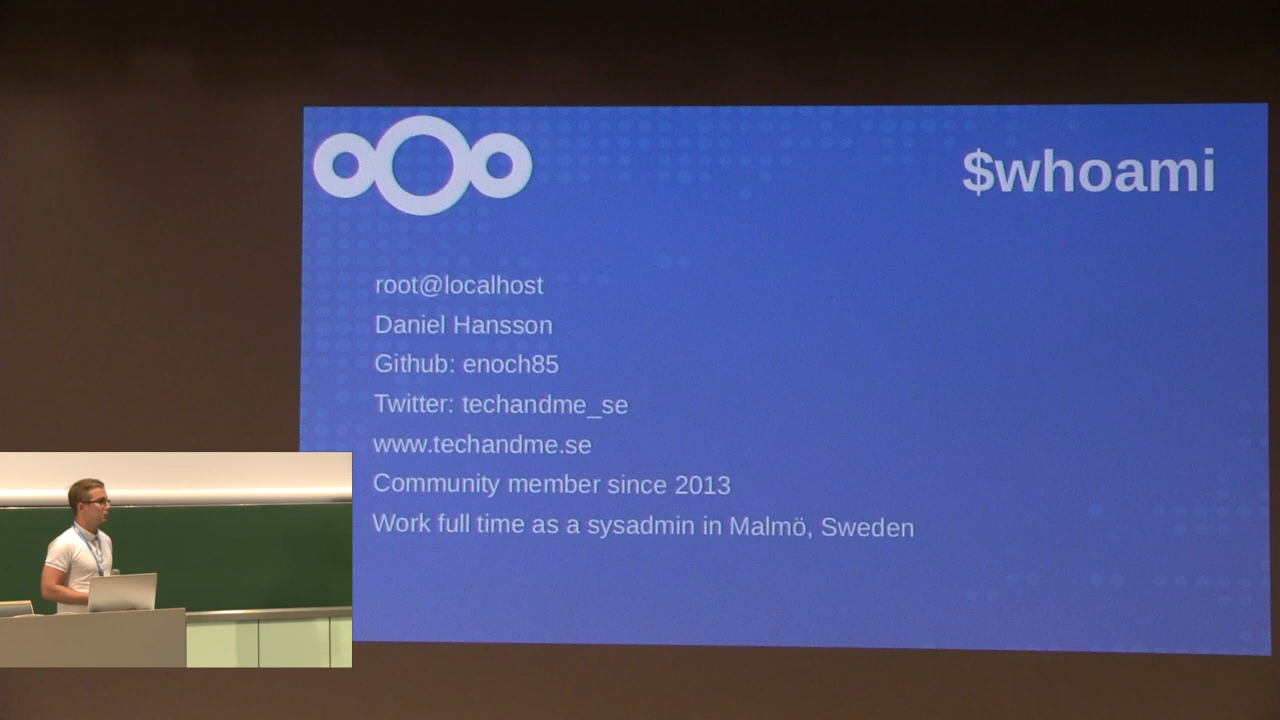 $whoami
root@localhost
Daniel Hansson
Github: enoch85
Twitter: techandme_se
www.techandme.se
Community member since 2013
Work full time as a sysadmin in Malmö, Sweden